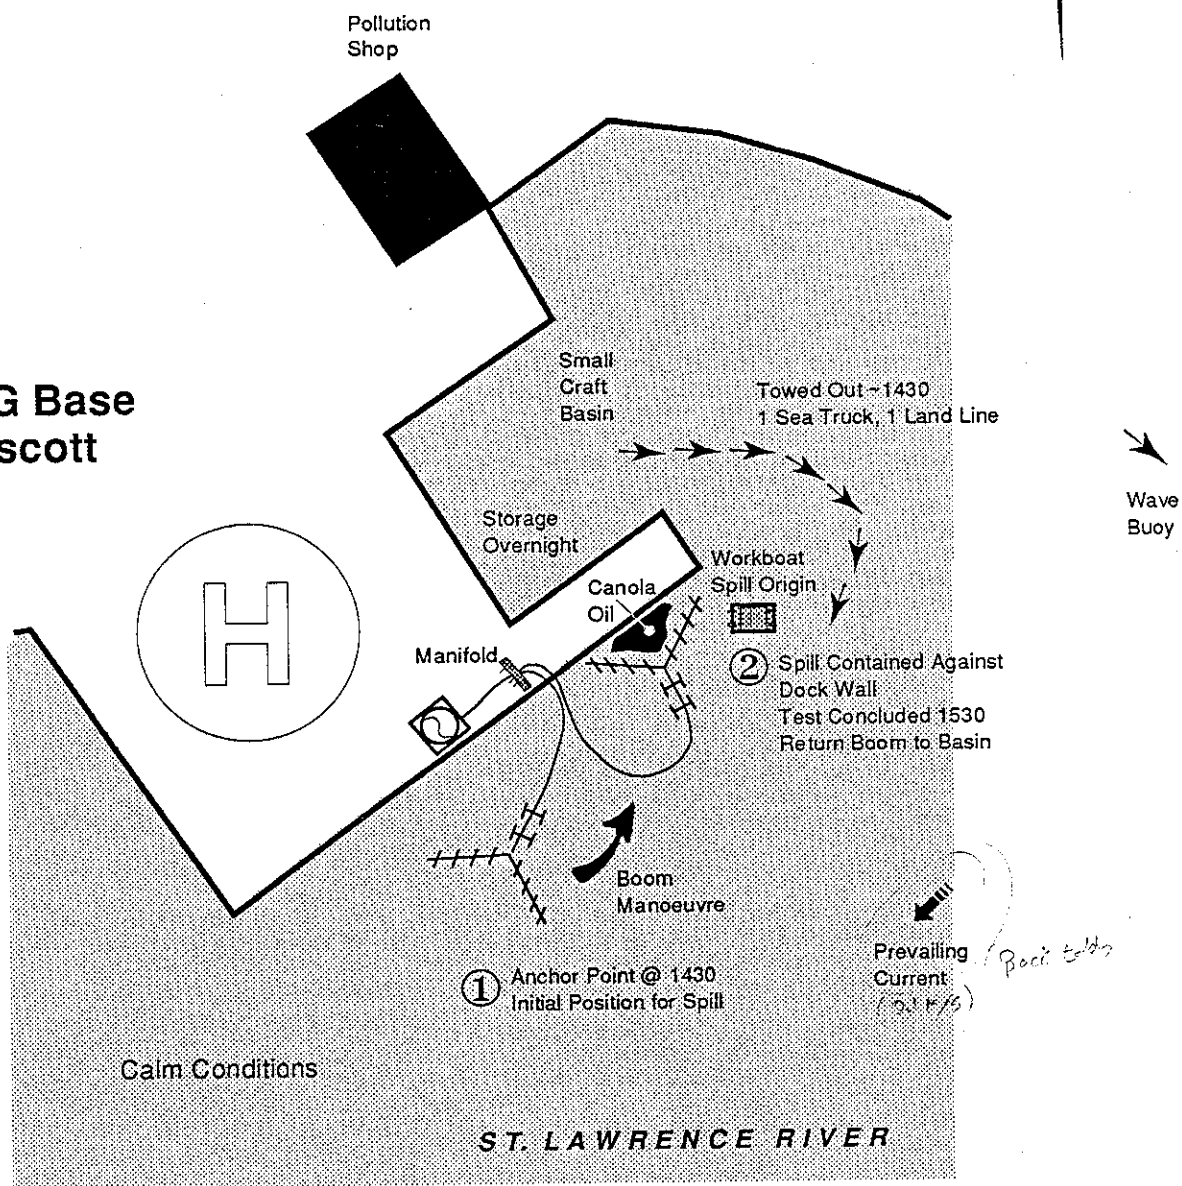 Pollution
Shop
G Base
scott
Small
Craft
Basin
Towed Out ~1430
1 Sea Truck, 1 Land Line
Wave
Buoy
Storage
Overnight
Workboat
Spill Origin
Canola
Oil
H
Manifold
2 Spill Contained Against
Dock Wall
Test Concluded 1530
Return Boom to Basin
Boom
Manoeuvre
Prevailing
Current
1 Anchor Point @ 1430
Initial Position for Spill
Calm Conditions
ST. LAWRENCE RIVER